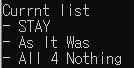 Currnt list
- STAY
- As It Was
- All 4 Nothing